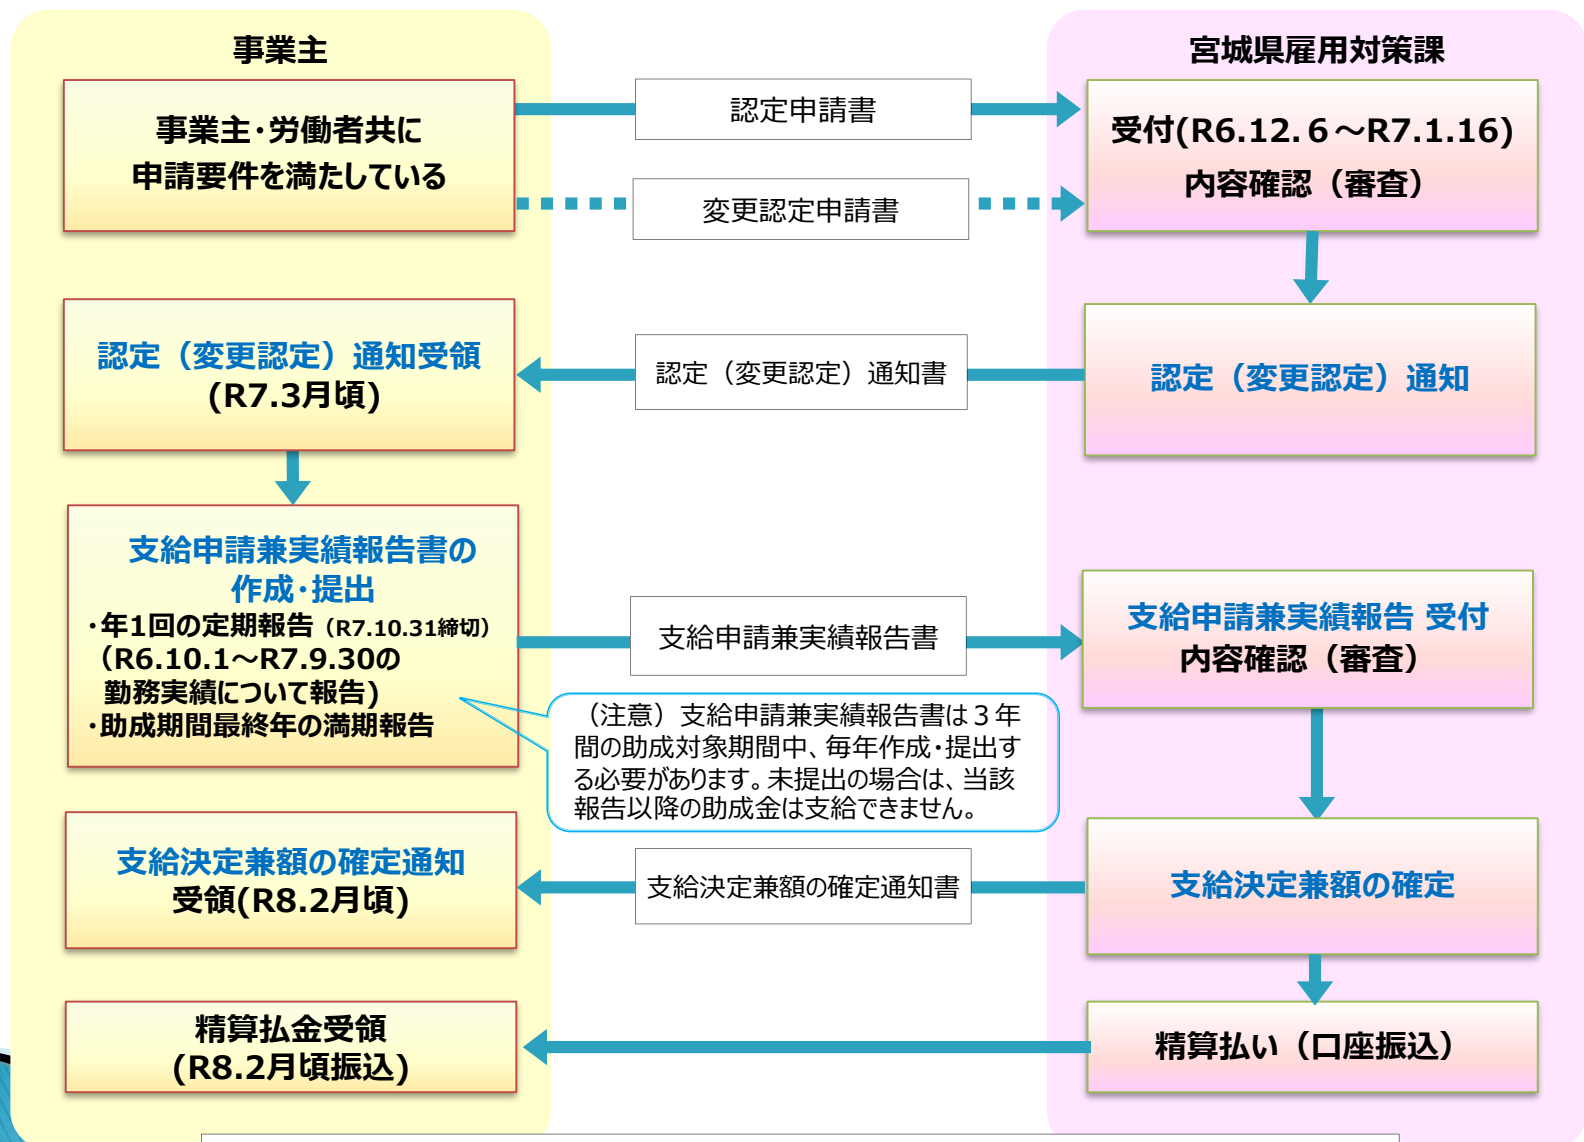 事業主
宮城県雇用対策課
事業主・労働者共に
申請要件を満たしている
認定申請書
変更認定申請書
受付(R6.12.６～R7.1.16)
内容確認（審査）
認定（変更認定）通知受領
(R7.3月頃)
認定（変更認定）通知書
認定（変更認定）通知
支給申請兼実績報告書の
作成・提出
・年1回の定期報告（R7.10.31締切）
（R6.10.1～R7.9.30の
勤務実績について報告)
・助成期間最終年の満期報告
支給申請兼実績報告書
支給申請兼実績報告 受付
内容確認（審査）
（注意）支給申請兼実績報告書は３年
間の助成対象期間中、毎年作成・提出す
る必要があります。未提出の場合は、当該
報告以降の助成金は支給できません。
支給決定兼額の確定通知
受領(R8.2月頃)
支給決定兼額の確定通知書
支給決定兼額の確定
精算払金受領
(R8.2月頃振込)
精算払い（口座振込）